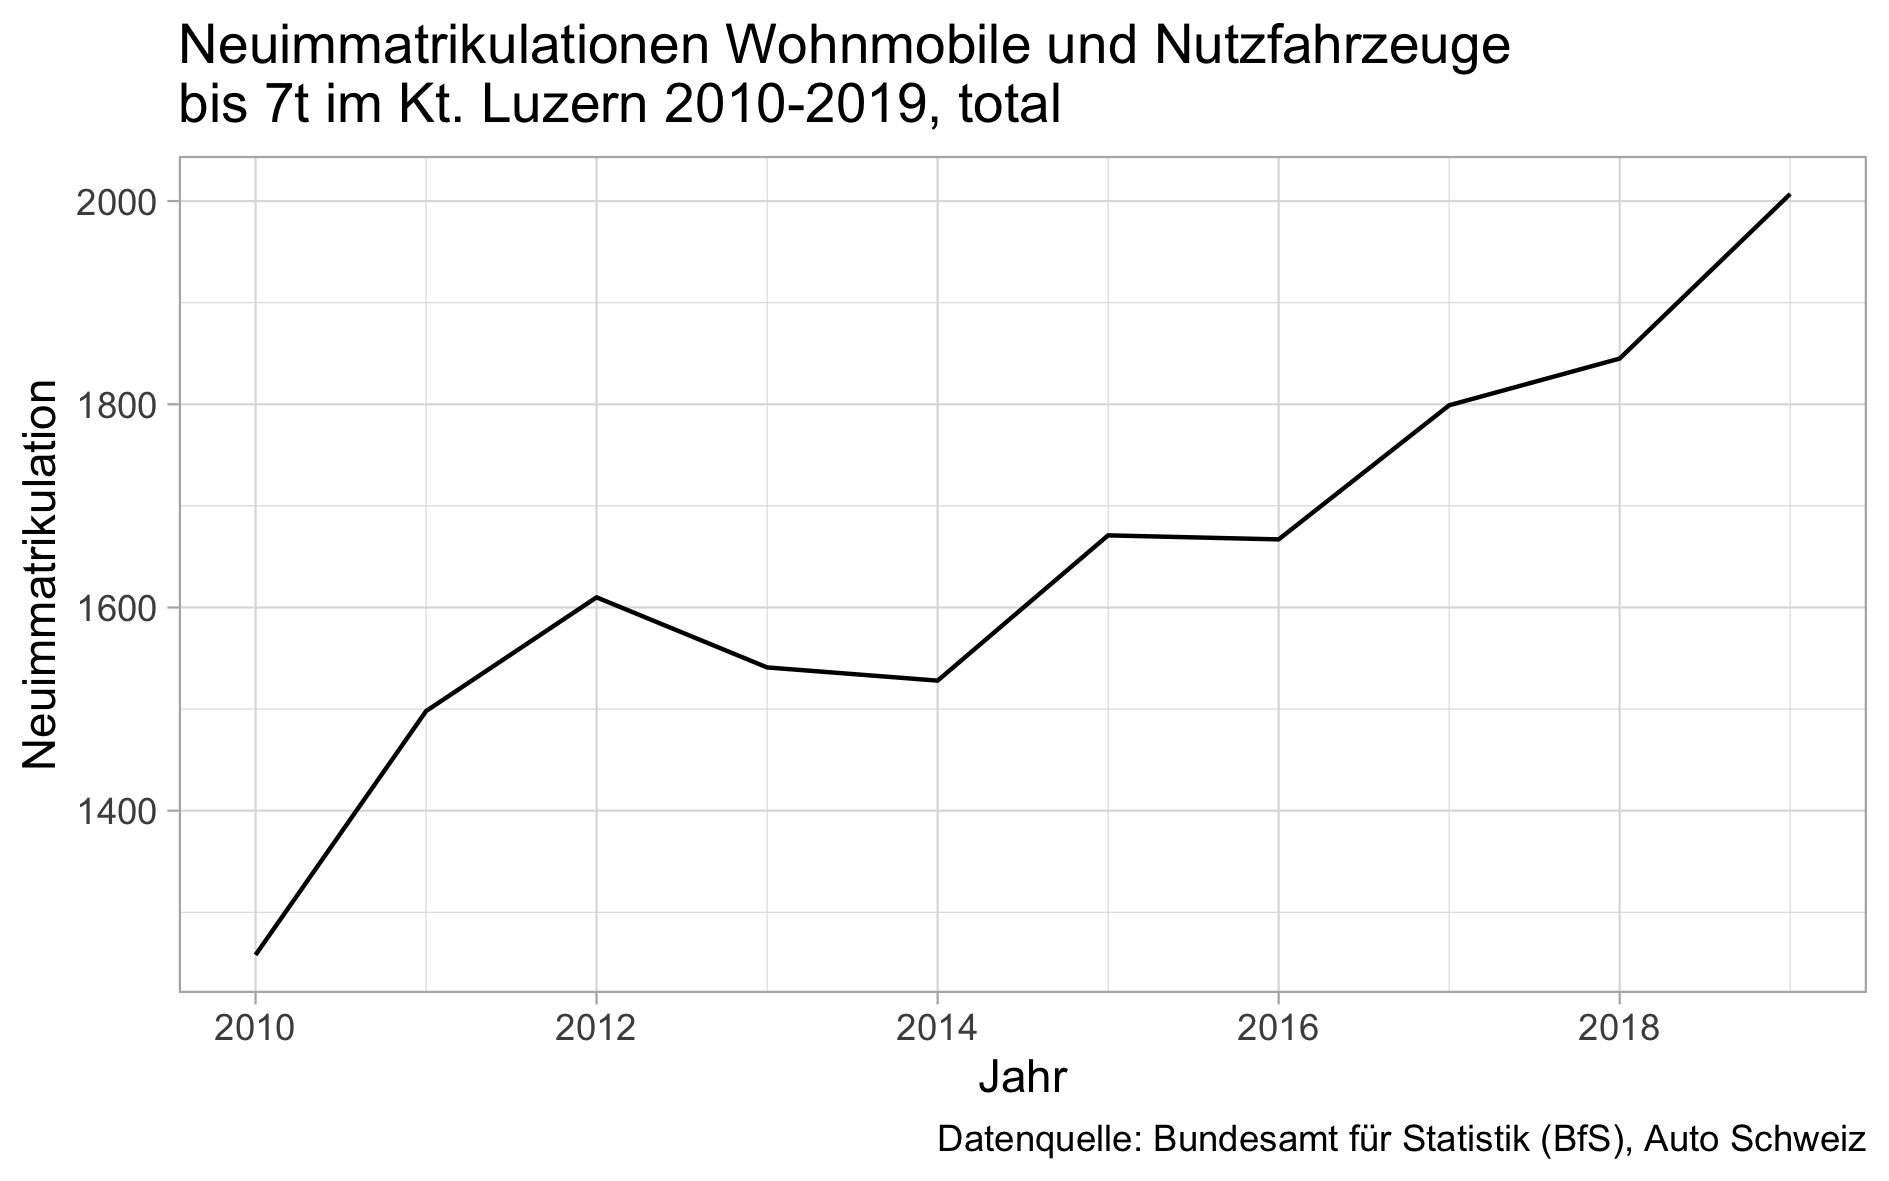 Neuimmatrikulationen Wohnmobile und Nutzfahrzeuge
bis 7t im Kt. Luzern 2010-2019, total
2000
1800
1600
1400
Neuimmatrikulation
2010 2012 2014 2016 2018
Jahr
Datenquelle: Bundesamt für Statistik (BfS), Auto Schweiz